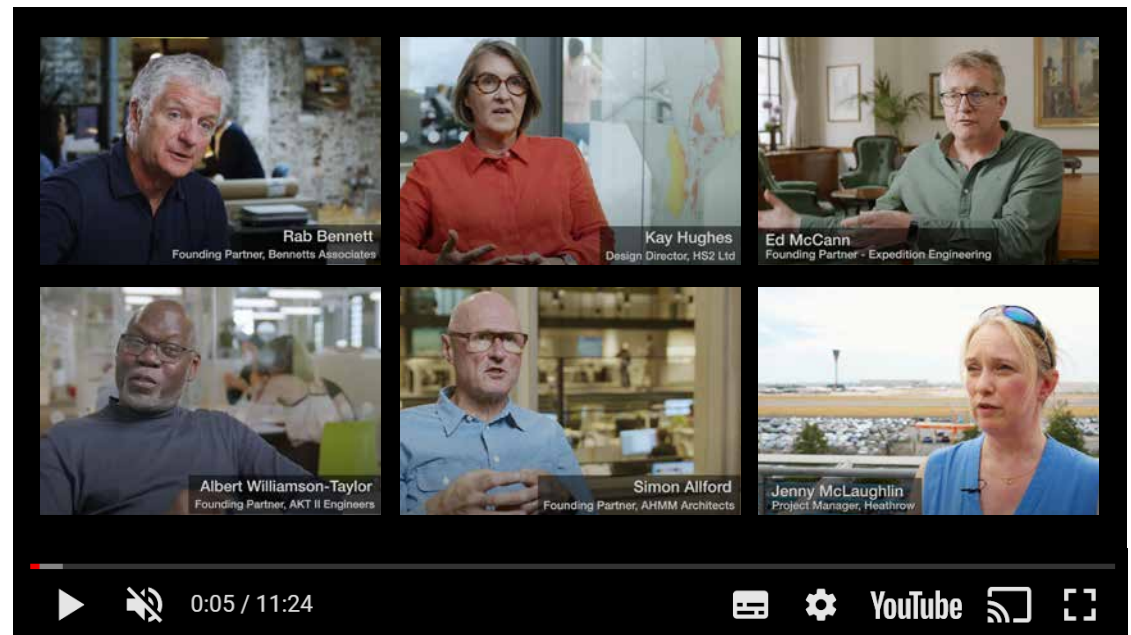 Rab Bennett
Founding Partner, Bennetts Associates
Kay Hughes
Design Director, HS2 Ltd
Ed McCann
Founding Partner - Expedition Engineering
Albert Williamson-Taylor
Founding Partner, AKT II Engineers
Simon Allford
Founding Partner, AHMM Architects
Jenny McLaughlin
Project Manager, Heathrow
0:05 / 11:24
YouTube